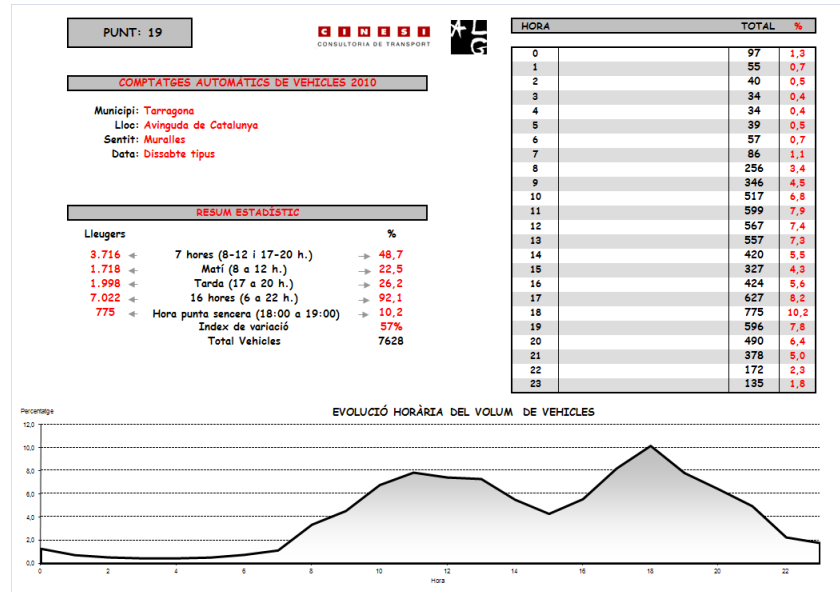 PUNT: 19
CINESI
CONSULTORIA DE TRANSPORT
ALG
COMPTATGES AUTOMÀTICS DE VEHICLES 2010
Municipi: Tarragona
Lloc: Avinguda de Catalunya
Sentit: Muralles
Data: Dissabte tipus
RESUM ESTADÍSTIC
Lleugers %
3.716 7 hores (8-12 i 17-20 h.) 48,7
1.718 Matí (8 a 12 h.) 22,5
1.998 Tarda (17 a 20 h.) 26,2
7.022 16 hores (6 a 22 h.) 92,1
775 Hora punta sencera (18:00 a 19:00) 10,2
Index de variació 57%
Total Vehicles 7628
HORA TOTAL %
0 97 1,3
1 55 0,7
2 40 0,5
3 34 0,4
4 34 0,4
5 39 0,5
6 57 0,7
7 86 1,1
8 256 3,4
9 346 4,5
10 517 6,8
11 599 7,9
12 567 7,4
13 557 7,3
14 420 5,5
15 327 4,3
16 424 5,6
17 627 8,2
18 775 10,2
19 596 7,8
20 490 6,4
21 378 5,0
22 172 2,3
23 135 1,8
EVOLUCIÓ HORÀRIA DEL VOLUM DE VEHICLES
Percentatge
12,0
10,0
8,0
6,0
4,0
2,0
0,0
0 2 4 6 8 10 12 14 16 18 20 22
Hora